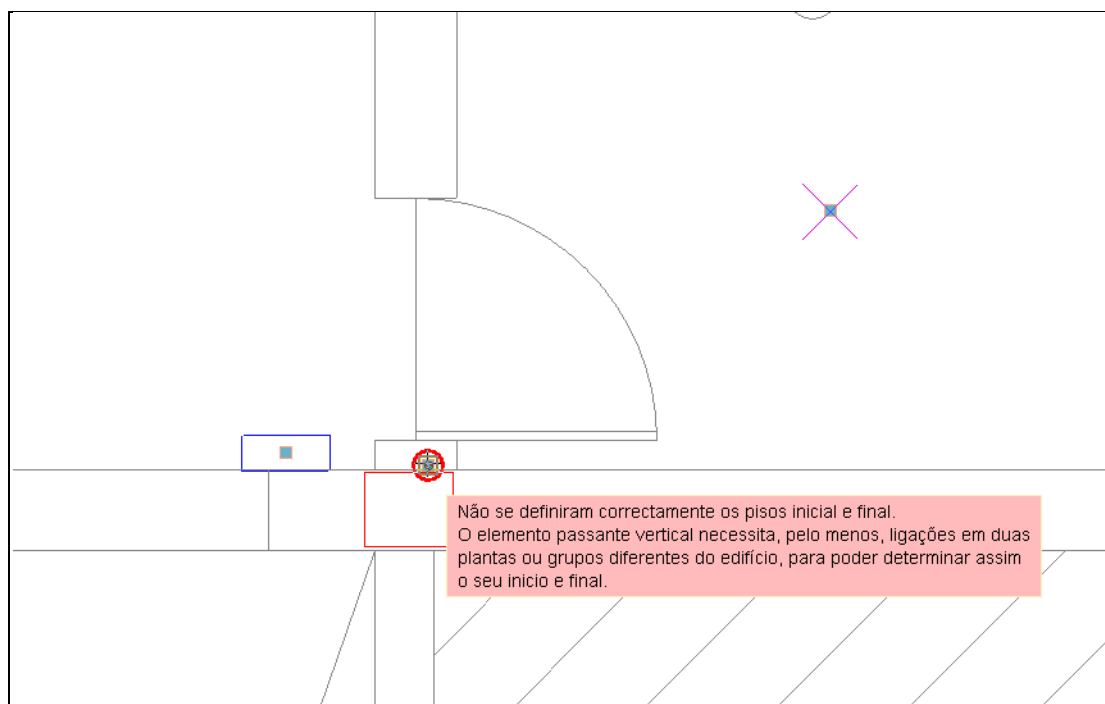 Não se definiram correctamente os pisos inicial e final.
O elemento passante vertical necessita, pelo menos, ligações em duas
plantas ou grupos diferentes do edifício, para poder determinar assim
o seu inicio e final.